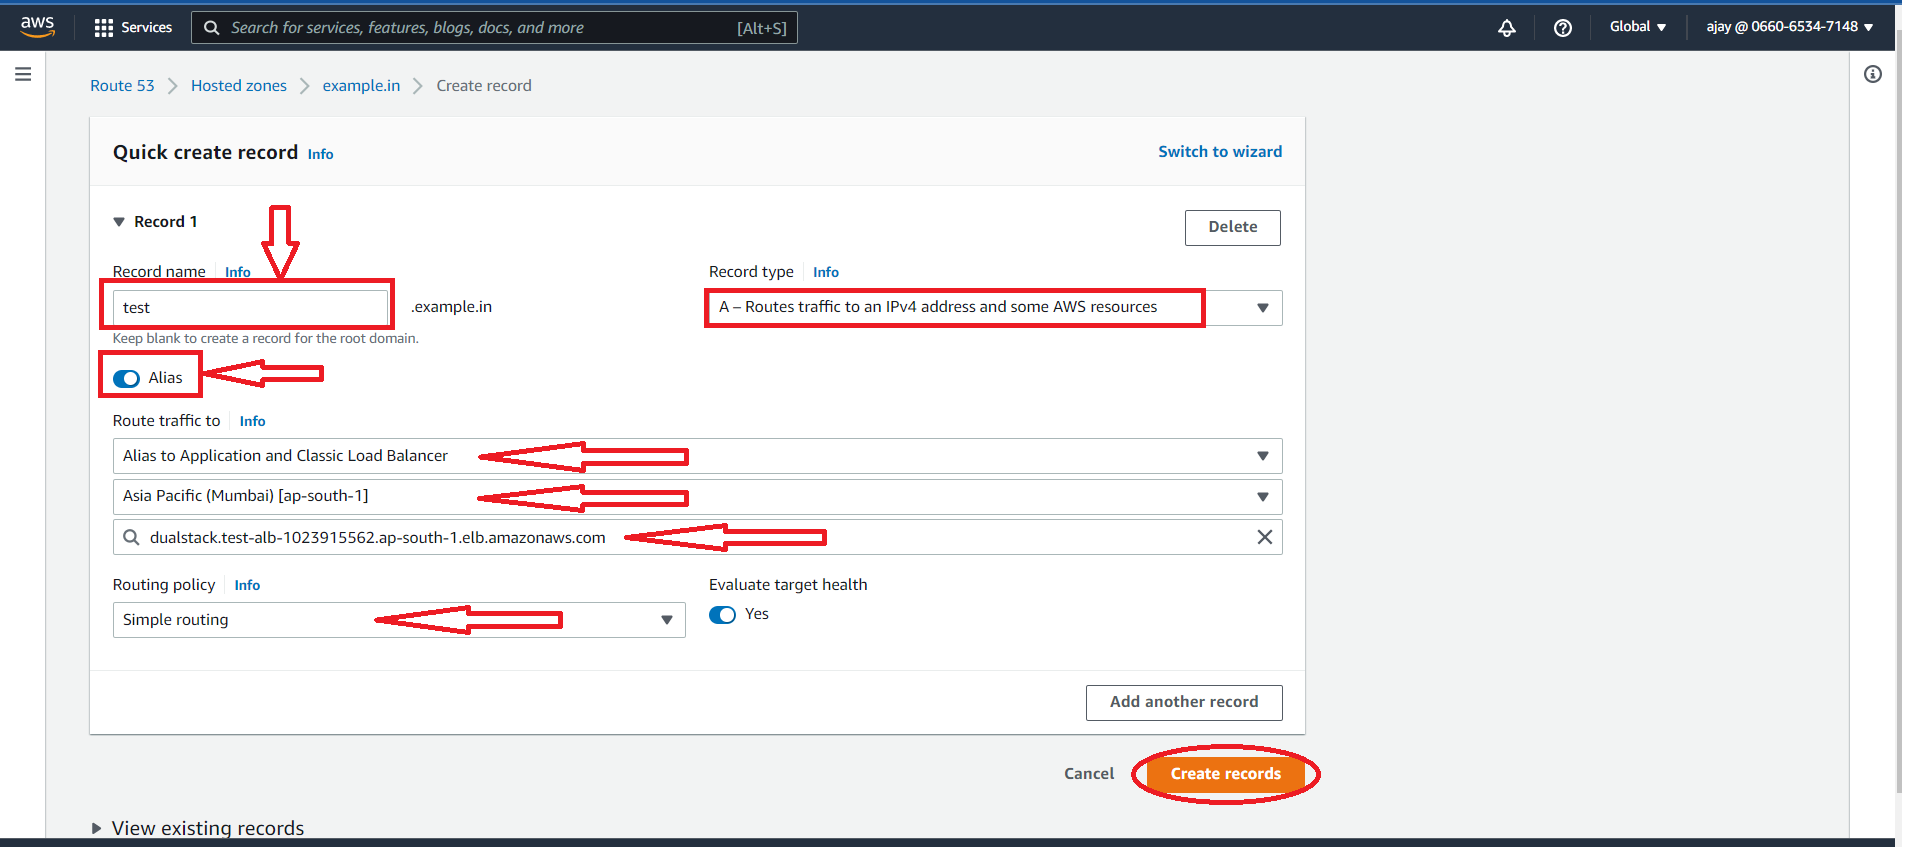 aws Services Search for services, features, blogs, docs, and more [Alt+S] Global ajay @ 0660-6534-7148
Route 53 Hosted zones example.in Create record
Quick create record Info Switch to wizard
Record 1 Delete
Record name Info Record type Info
test .example.in A – Routes traffic to an IPv4 address and some AWS resources
Keep blank to create a record for the root domain.
Alias
Route traffic to Info
Alias to Application and Classic Load Balancer
Asia Pacific (Mumbai) [ap-south-1]
dualstack.test-alb-1023915562.ap-south-1.elb.amazonaws.com
Routing policy Info Evaluate target health
Simple routing Yes
Add another record
Cancel Create records
View existing records